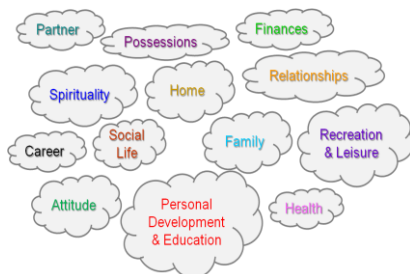 Partner
Possessions
Finances
Spirituality
Home
Relationships
Career
Social
Life
Family
Recreation
& Leisure
Attitude
Personal
Development
& Education
Health